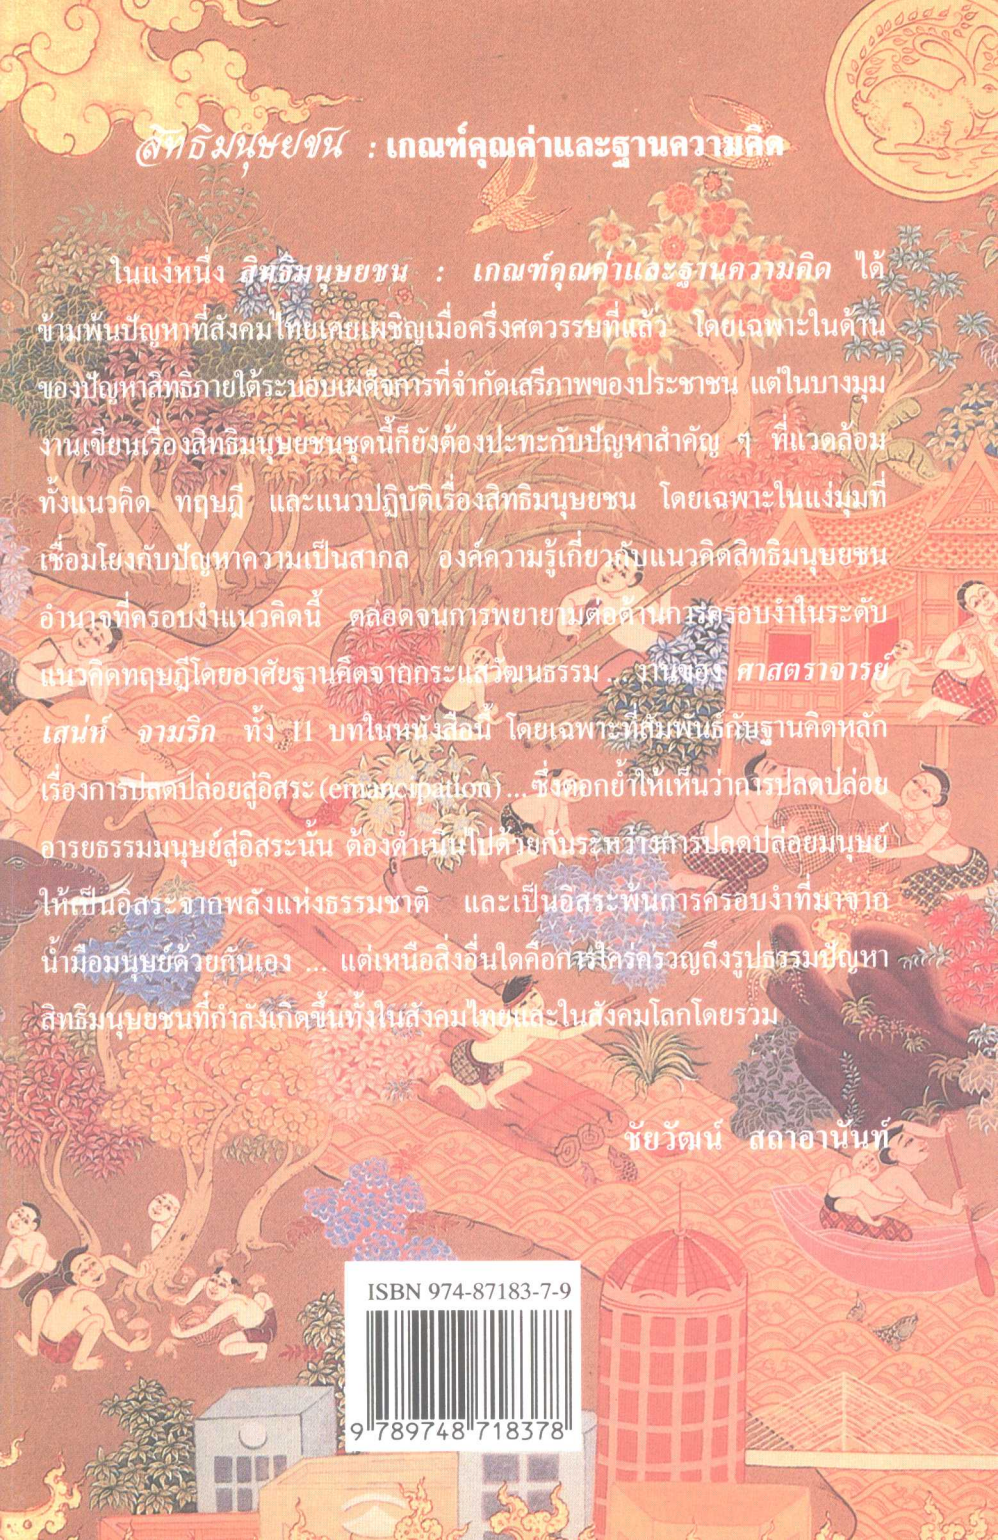 สิทธิมนุษยชน : เกณฑ์คุณค่าและฐานความคิด
ในแง่หนึ่ง สิทธิมนุษยชน : เกณฑ์คุณค่าและฐานความคิด ได้
ข้ามพ้นปัญหาที่สังคมไทยเคยเผชิญเมื่อครึ่งศตวรรษที่แล้ว โดยเฉพาะในด้าน
ของปัญหาสิทธิภายใต้ระบอบเผด็จการที่จำกัดเสรีภาพของประชาชน แต่ในบางมุม
งานเขียนเรื่องสิทธิมนุษยชนชุดนี้ก็ยังต้องปะทะกับปัญหาสำคัญ ๆ ที่แวดล้อม
ทั้งแนวคิด ทฤษฎี และแนวปฏิบัติเรื่องสิทธิมนุษยชน โดยเฉพาะในแง่มุมที่
เชื่อมโยงกับปัญหาความเป็นสากล องค์ความรู้เกี่ยวกับแนวคิดสิทธิมนุษยชน
อำนาจที่ครอบงำแนวคิดนี้ ตลอดจนการพยายามต่อต้านการครอบงำในระดับ
แนวคิดทฤษฎีโดยอาศัยฐานคิดจากกระแสวัฒนธรรม ... งานของ ศาสตราจารย์
เสน่ห์ จามริก ทั้ง 11 บทในหนังสือนี้ โดยเฉพาะที่สัมพันธ์กับฐานคิดหลัก
เรื่องการปลดปล่อยสู่อิสระ (emancipation) ... ซึ่งตอกย้ำให้เห็นว่าการปลดปล่อย
อารยธรรมมนุษย์สู่อิสระนั้น ต้องดำเนินไปด้วยกันระหว่างการปลดปล่อยมนุษย์
ให้เป็นอิสระจากพลังแห่งธรรมชาติ และเป็นอิสระพ้นการครอบงำที่มาจาก
น้ำมือมนุษย์ด้วยกันเอง ... แต่เหนือสิ่งอื่นใดคือการใคร่ครวญถึงรูปธรรมปัญหา
สิทธิมนุษยชนที่กำลังเกิดขึ้นทั้งในสังคมไทยและในสังคมโลกโดยรวม
ชัยวัฒน์ สถาอานันท์
ISBN 974-87183-7-9
9 789748 718378